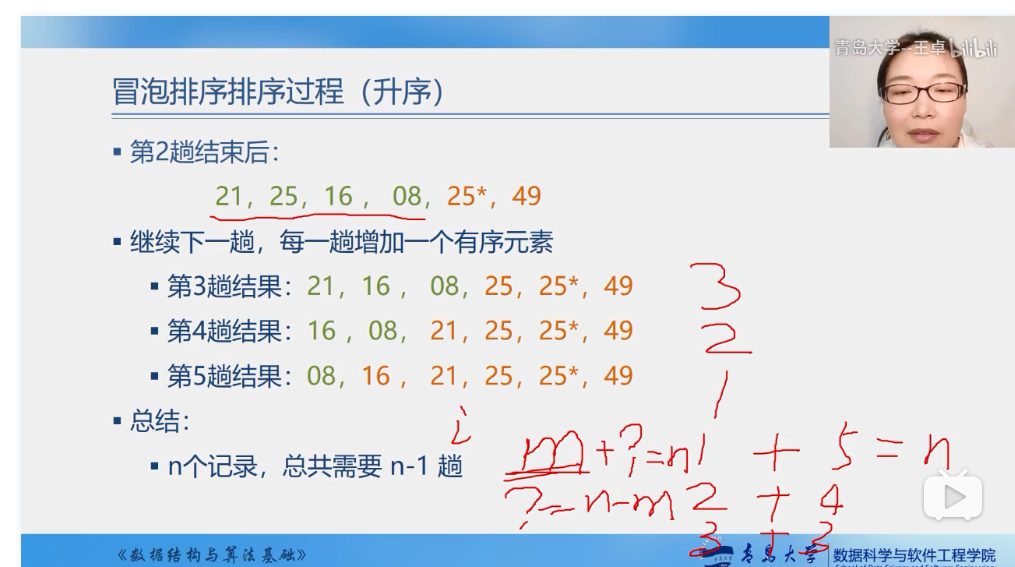 青岛大学-王卓 bilibili
冒泡排序排序过程（升序）
▪ 第2趟结束后：
21，25，16 ， 08，25*，49
▪ 继续下一趟，每一趟增加一个有序元素
▪ 第3趟结果：21，16 ， 08，25，25*，49
3
▪ 第4趟结果：16 ，08， 21，25，25*，49
2
▪ 第5趟结果：08，16 ， 21，25，25*，49
1
▪ 总结：
i
▪ n个记录，总共需要 n-1 趟
m+?=n
1 + 5 = n
?=n-m
2 + 4
3 + 3
《数据结构与算法基础》
青岛大学
数据科学与软件工程学院